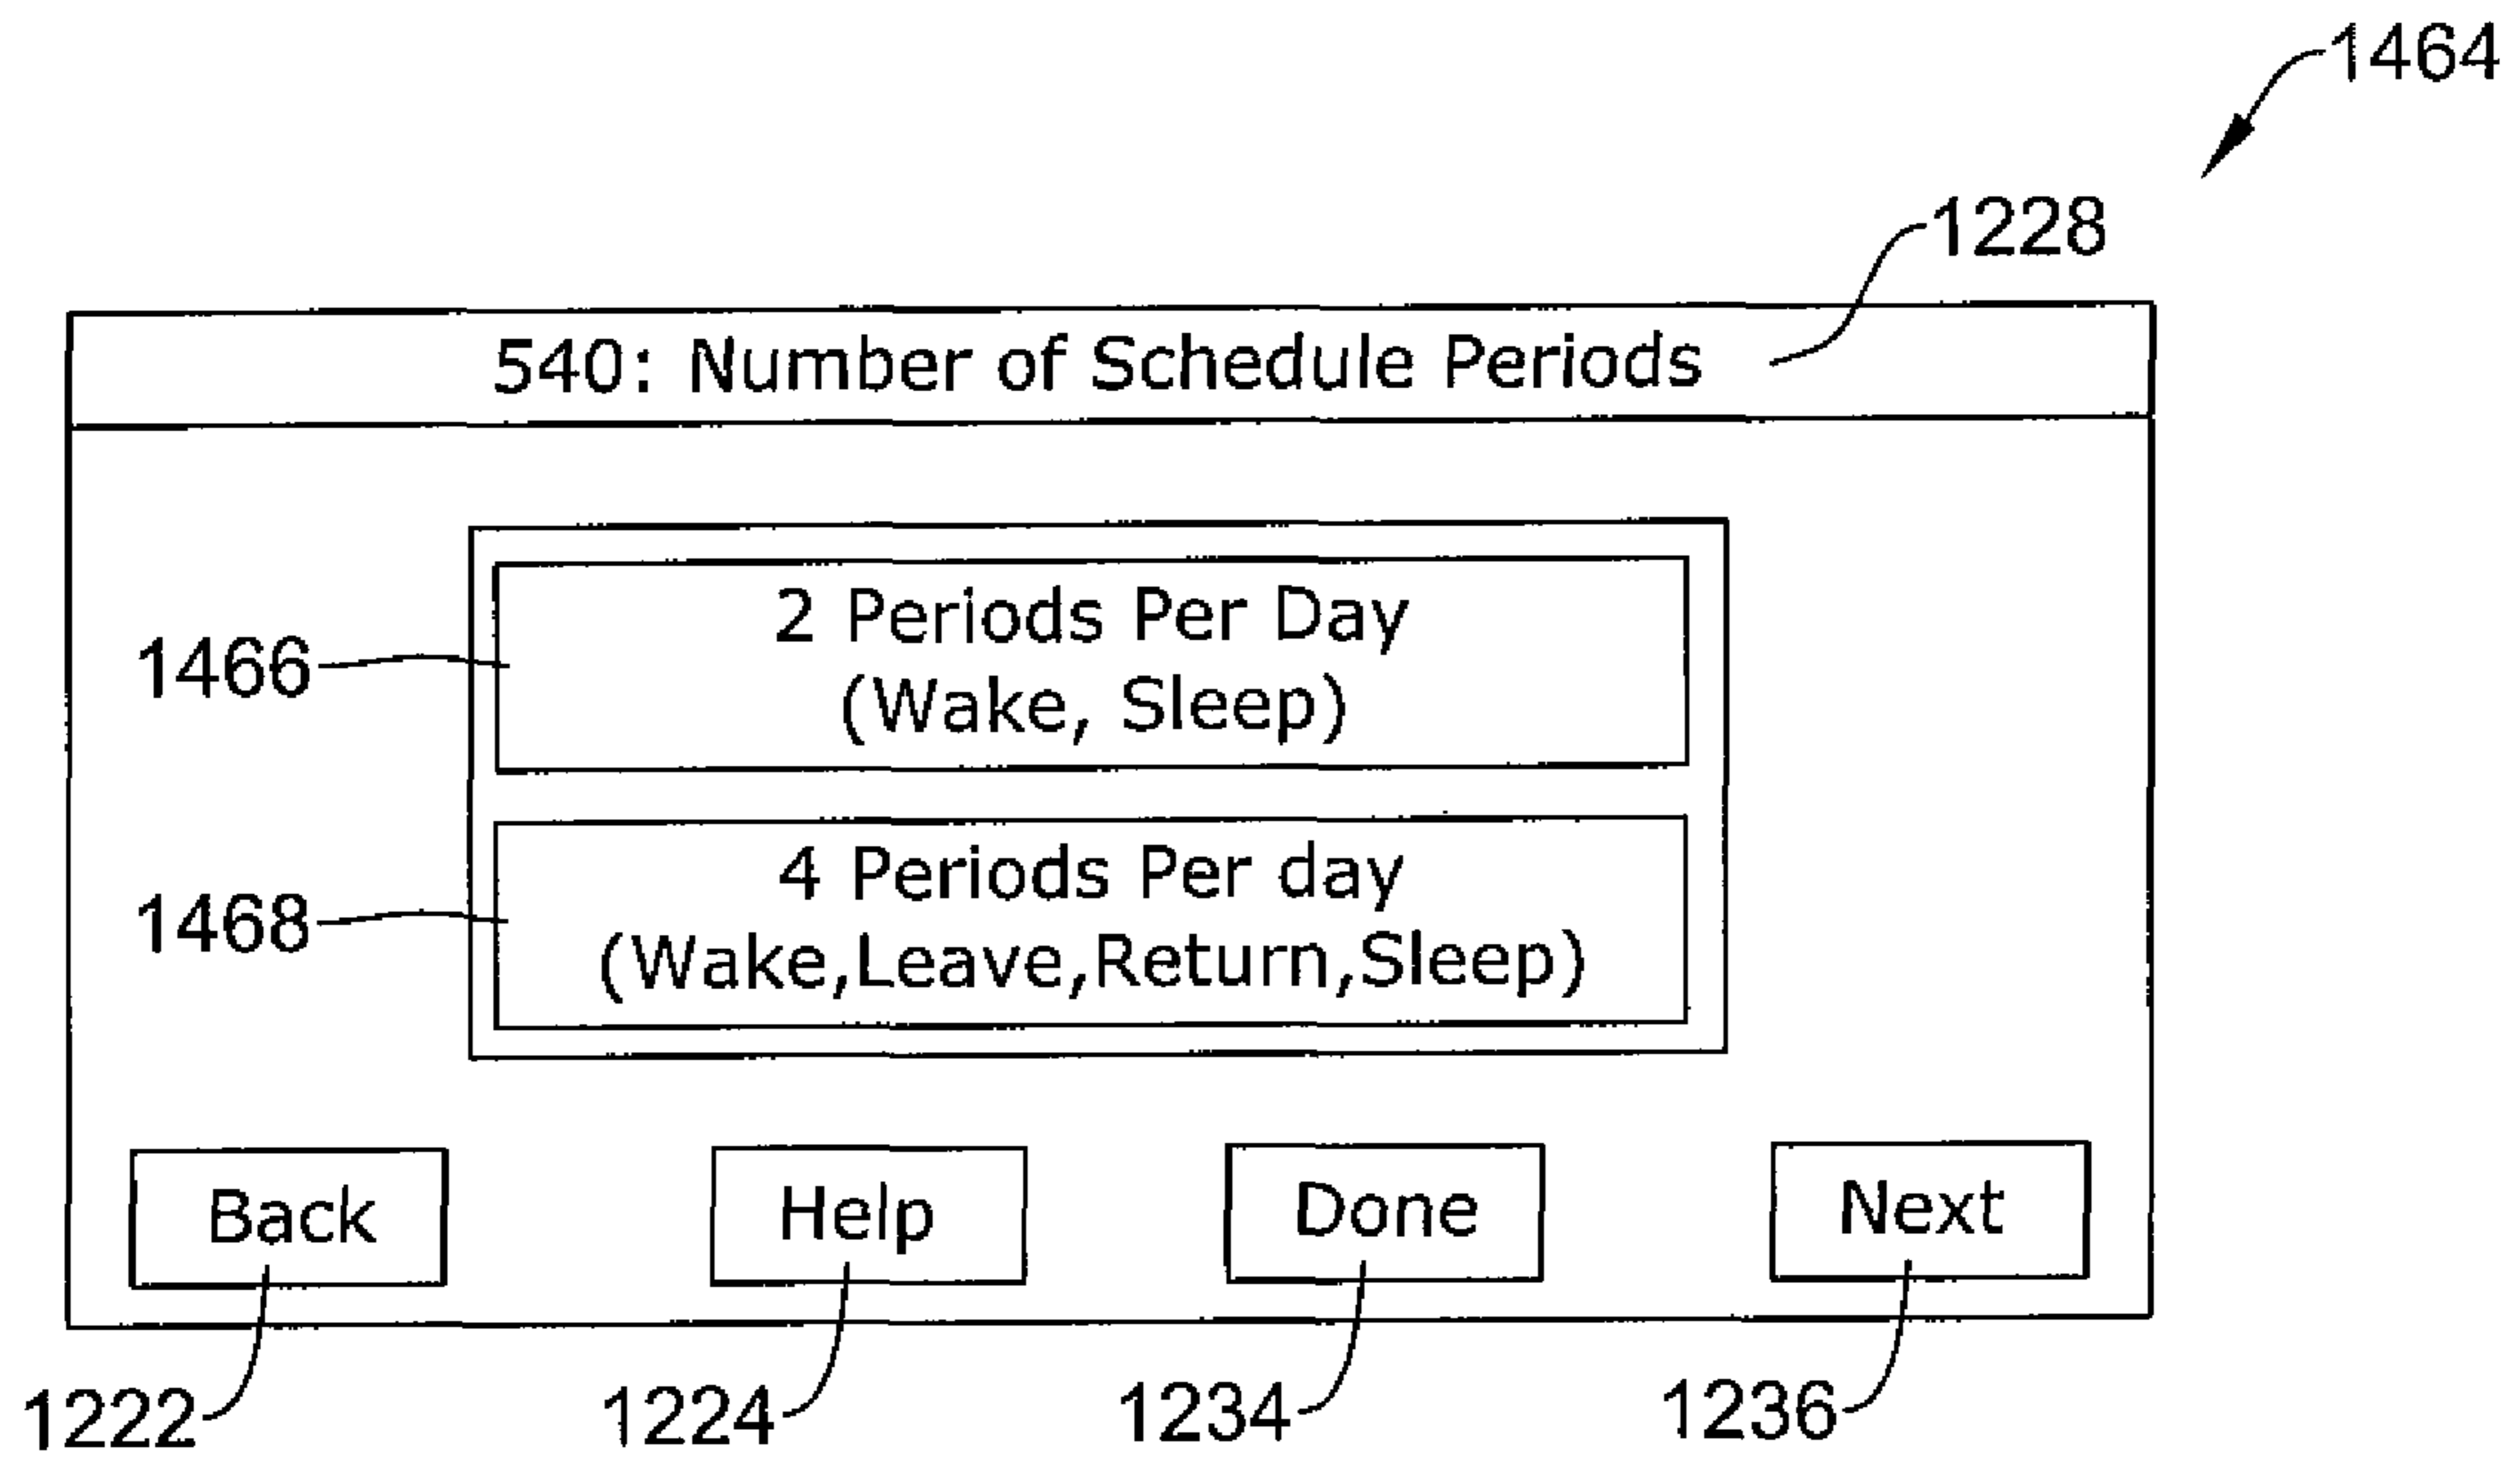 1464
1228
540: Number of Schedule Periods
2 Periods Per Day
1466
(Wake, Sleep)
4 Periods Per day
1468
(Wake,Leave,Return,Sleep)
Back Help Done Next
1222 1224 1234 1236